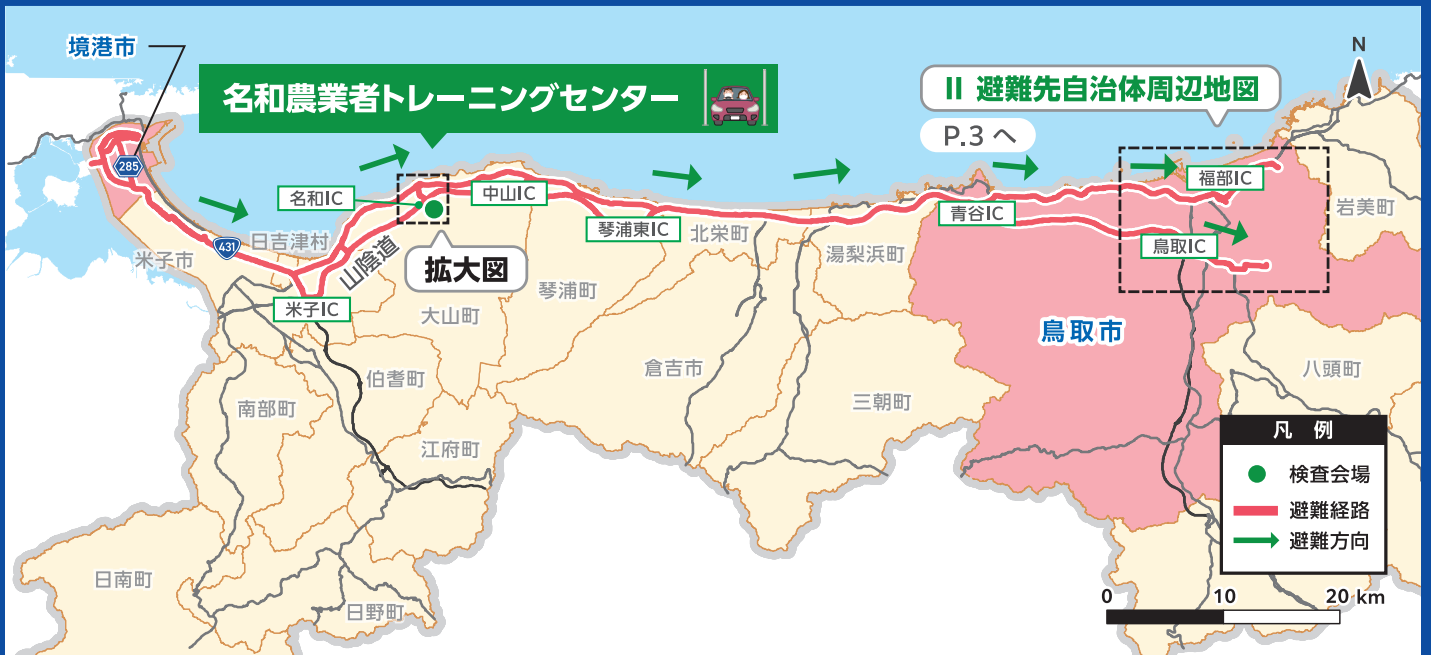 境港市
名和農業者トレーニングセンター
II 避難先自治体周辺地図
P.3 へ
N
285
431
名和IC
中山IC
琴浦東IC
青谷IC
福部IC
鳥取IC
米子IC
山陰道
拡大図
日吉津村
米子市
大山町
琴浦町
北栄町
湯梨浜町
岩美町
鳥取市
倉吉市
三朝町
八頭町
伯耆町
南部町
江府町
日南町
日野町
凡 例
検査会場
避難経路
避難方向
0 10 20 km